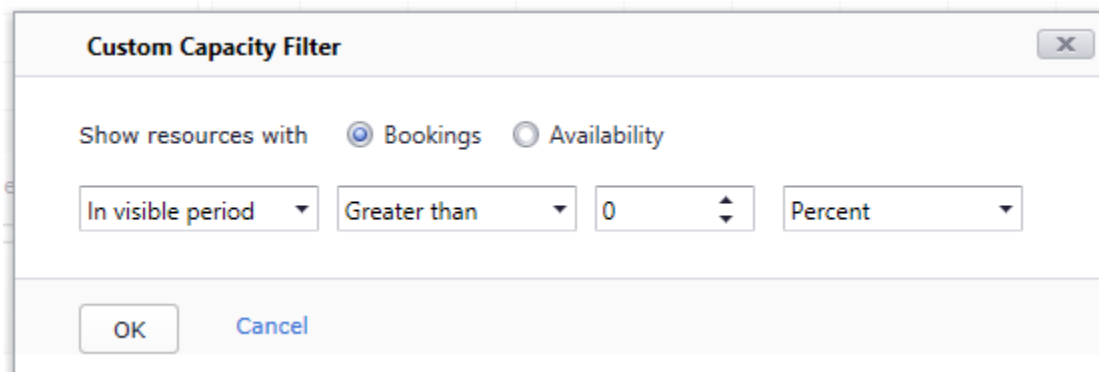 Custom Capacity Filter
Show resources with Bookings Availability
In visible period Greater than 0 Percent
OK Cancel